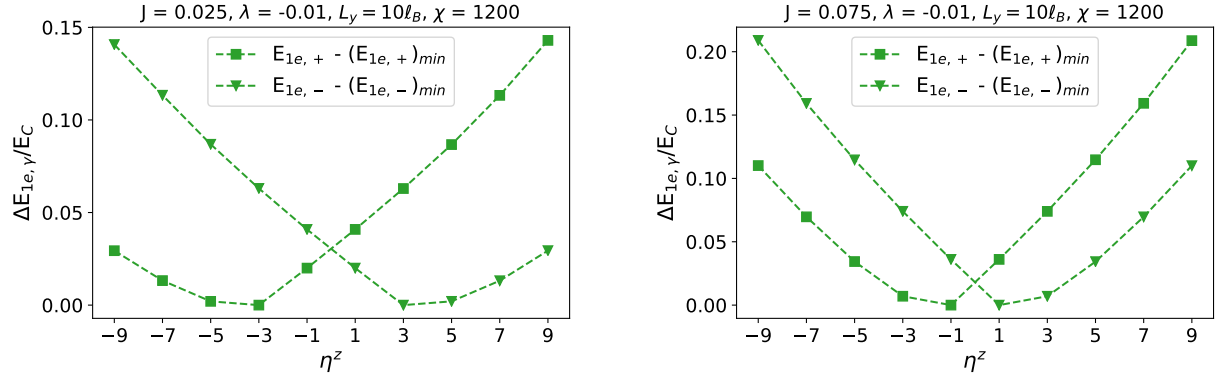 J = 0.025, λ = -0.01, L_y = 10ℓ_B, χ = 1200
0.15
0.10
0.05
0.00
ΔE_{1e,γ}/E_C
E_{1e,+} - (E_{1e,+})_{min}
E_{1e,−} - (E_{1e,−})_{min}
−9 −7 −5 −3 −1 1 3 5 7 9
η^z
J = 0.075, λ = -0.01, L_y = 10ℓ_B, χ = 1200
0.20
0.15
0.10
0.05
0.00
ΔE_{1e,γ}/E_C
E_{1e,+} - (E_{1e,+})_{min}
E_{1e,−} - (E_{1e,−})_{min}
−9 −7 −5 −3 −1 1 3 5 7 9
η^z